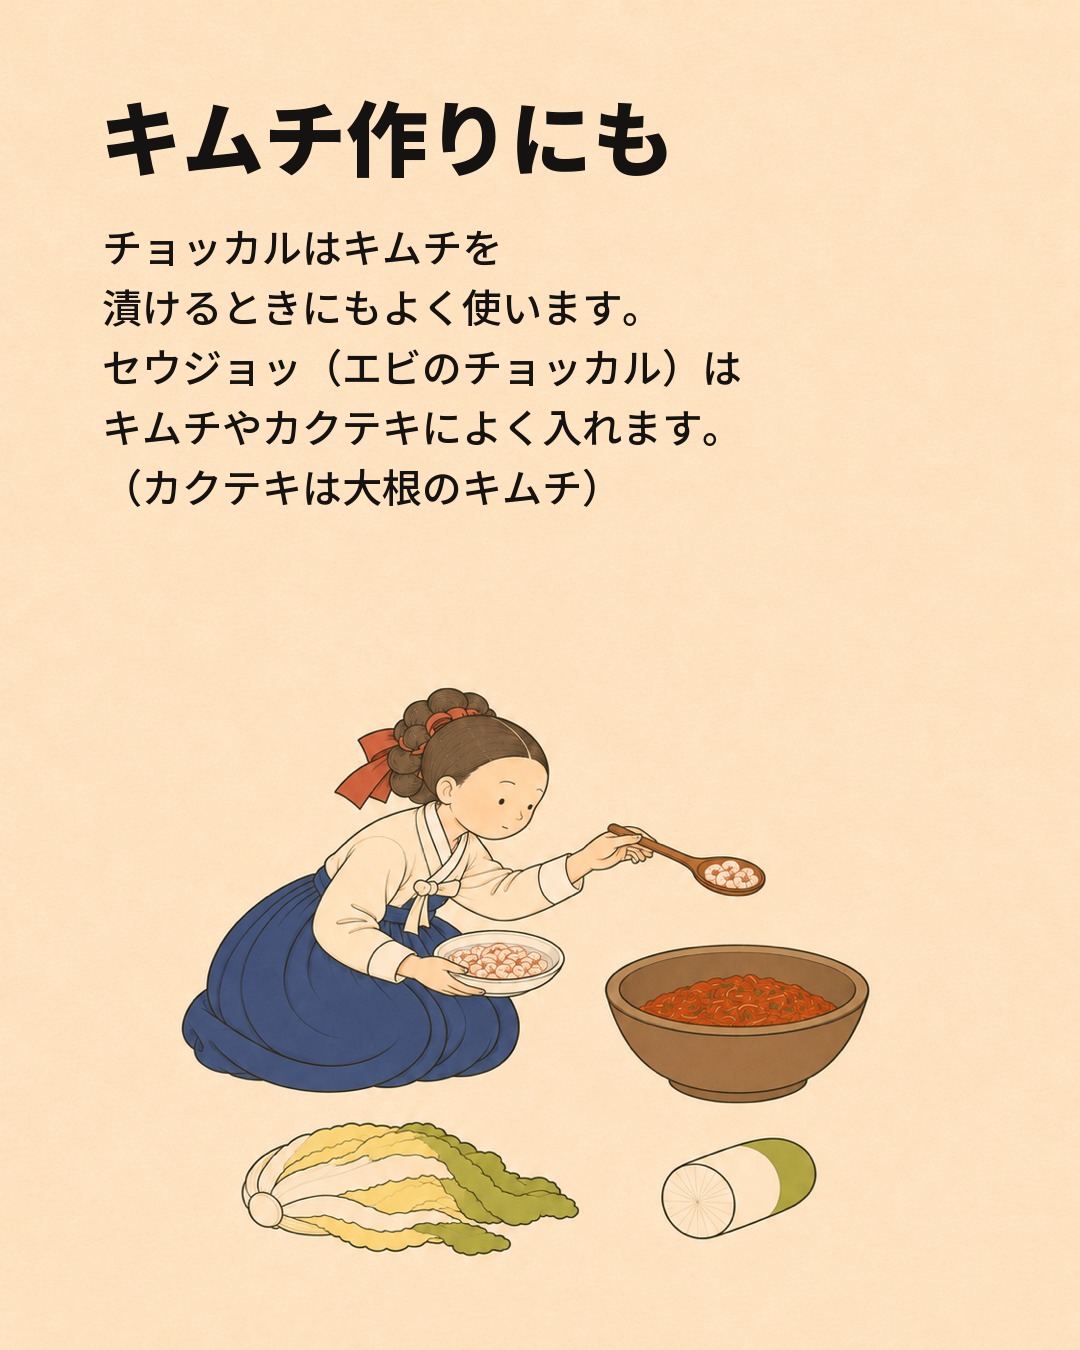 キムチ作りにも
チョッカルはキムチを
漬けるときにもよく使います。
セウジョッ（エビのチョッカル）は
キムチやカクテキによく入れます。
（カクテキは大根のキムチ）